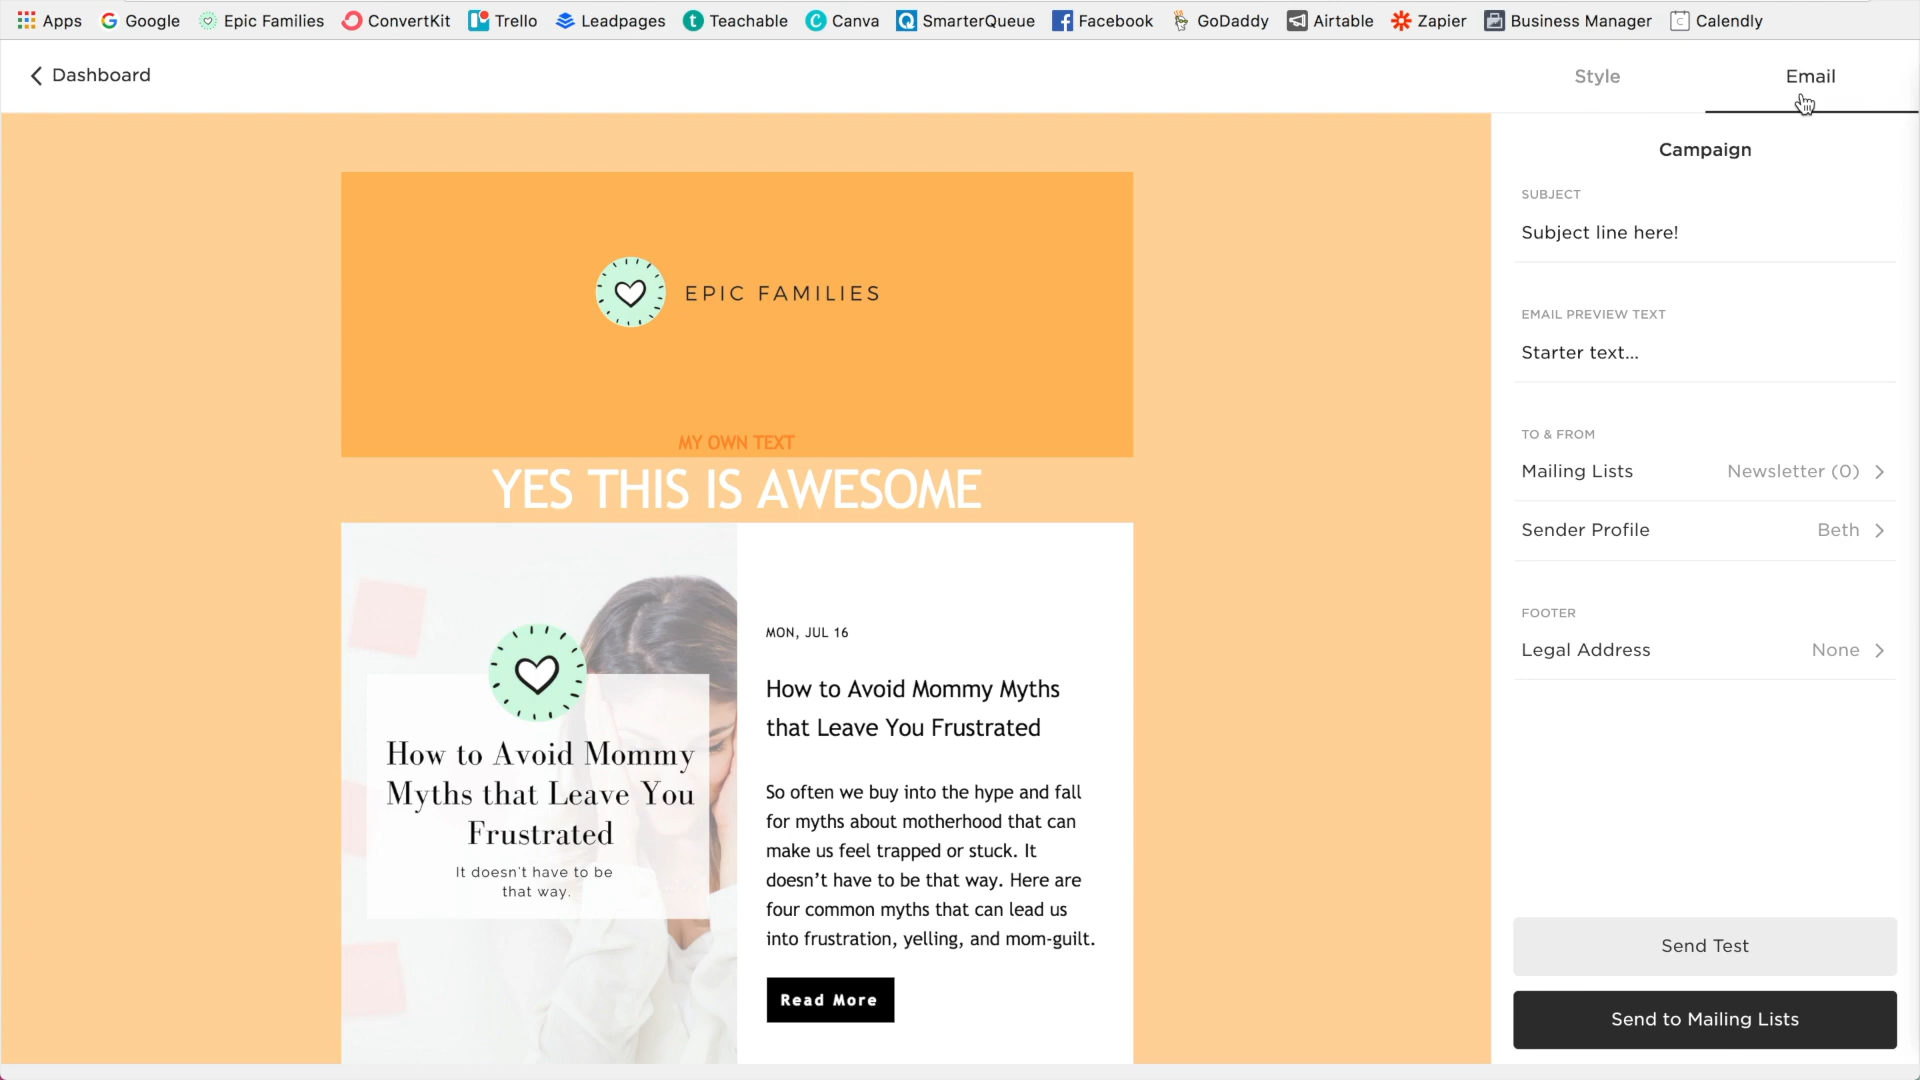 Apps Google Epic Families ConvertKit Trello Leadpages Teachable Canva SmarterQueue Facebook GoDaddy Airtable Zapier Business Manager Calendly
Dashboard
Style Email
EPIC FAMILIES
MY OWN TEXT
YES THIS IS AWESOME
How to Avoid Mommy
Myths that Leave You
Frustrated
It doesn't have to be
that way.
MON, JUL 16
How to Avoid Mommy Myths
that Leave You Frustrated
So often we buy into the hype and fall
for myths about motherhood that can
make us feel trapped or stuck. It
doesn’t have to be that way. Here are
four common myths that can lead us
into frustration, yelling, and mom-guilt.
Read More
Campaign
SUBJECT
Subject line here!
EMAIL PREVIEW TEXT
Starter text...
TO & FROM
Mailing Lists Newsletter (0)
Sender Profile Beth
FOOTER
Legal Address None
Send Test
Send to Mailing Lists